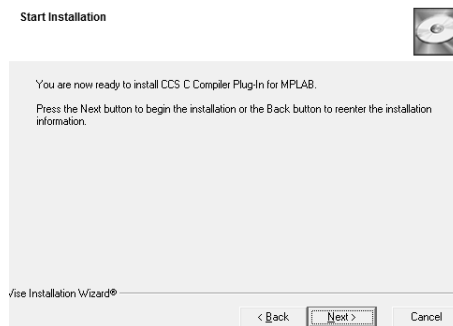 Start Installation
You are now ready to install CCS C Compiler Plug-In for MPLAB.
Press the Next button to begin the installation or the Back button to reenter the installation
information.
Vise Installation Wizard®
< Back
Next >
Cancel